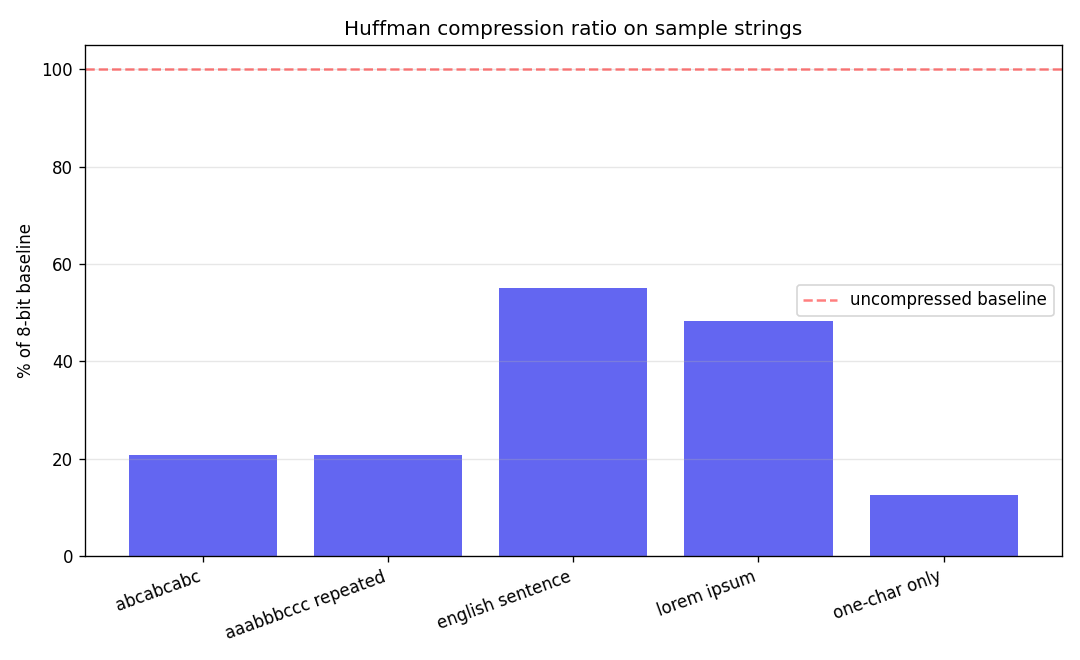 Huffman compression ratio on sample strings
% of 8-bit baseline
100
80
60
40
20
0
uncompressed baseline
abcabcabc
aaabbbccc repeated
english sentence
lorem ipsum
one-char only